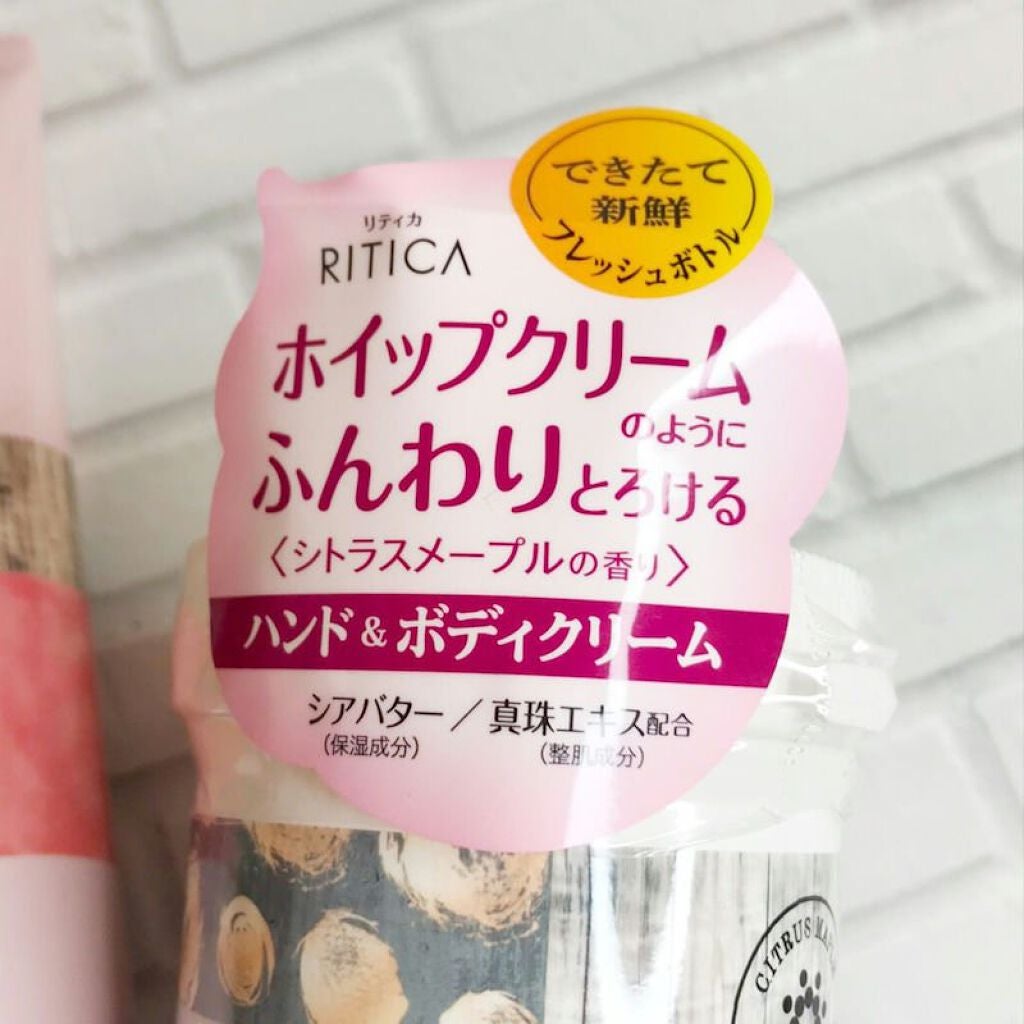 できたて
新鮮
フレッシュボトル
リティカ
RITICA
ホイップクリーム
のように
ふんわりとろける
〈シトラスメープルの香り〉
ハンド&ボディクリーム
シアバター／真珠エキス配合
(保湿成分) (整肌成分)
CITRUS